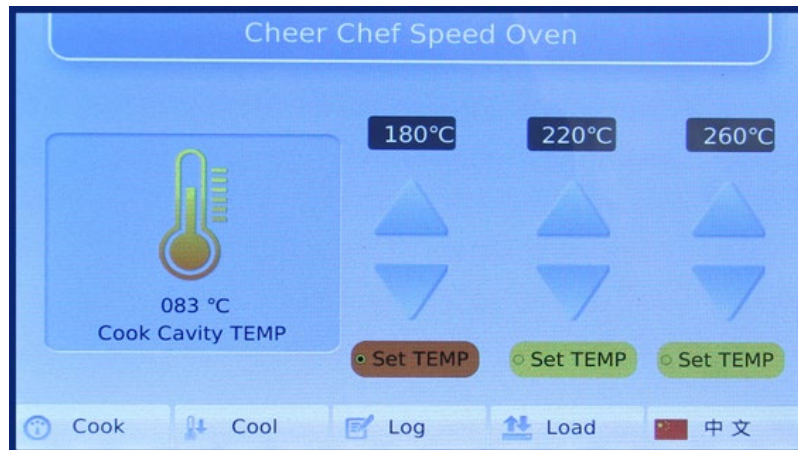 Cheer Chef Speed Oven
180℃ 220℃ 260℃
083 ℃
Cook Cavity TEMP
Set TEMP Set TEMP Set TEMP
Cook Cool Log Load 中文